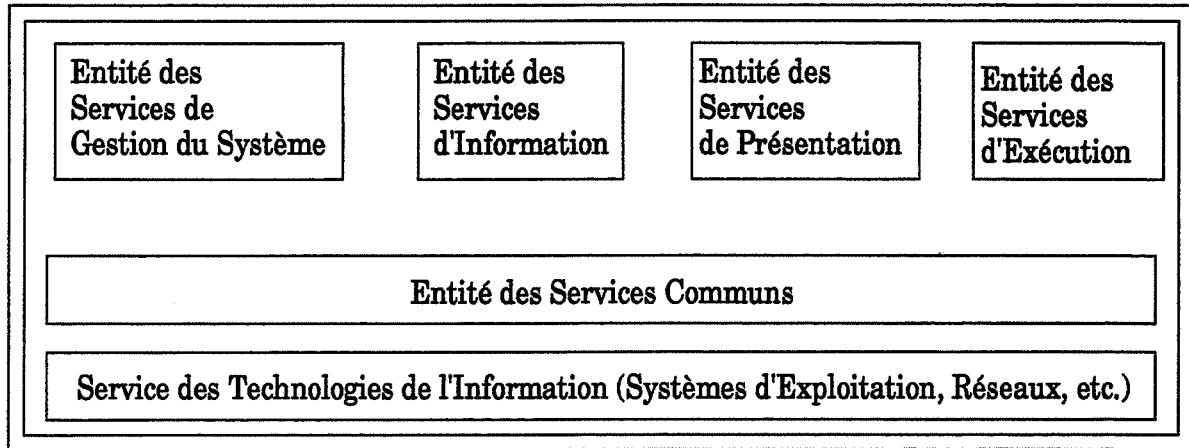 Entité des
Services de
Gestion du Système
Entité des
Services
d'Information
Entité des
Services
de Présentation
Entité des
Services
d'Exécution
Entité des Services Communs
Service des Technologies de l'Information (Systèmes d'Exploitation, Réseaux, etc.)